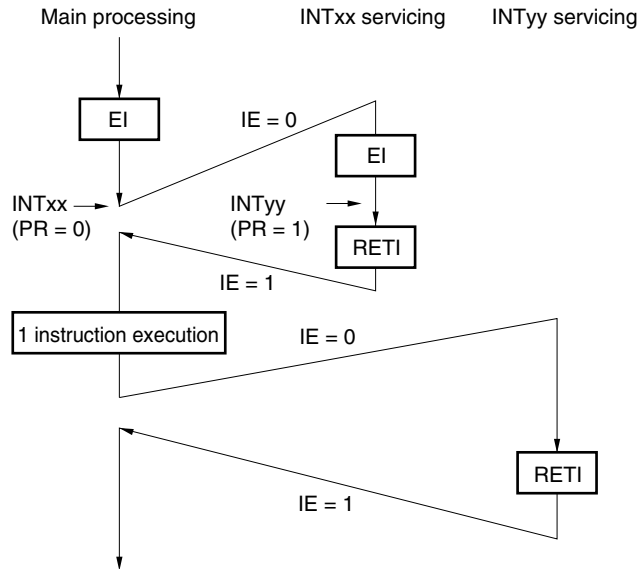 Main processing
INTxx servicing
INTyy servicing
EI
IE = 0
EI
INTxx
(PR = 0)
INTyy
(PR = 1)
RETI
IE = 1
1 instruction execution
IE = 0
RETI
IE = 1